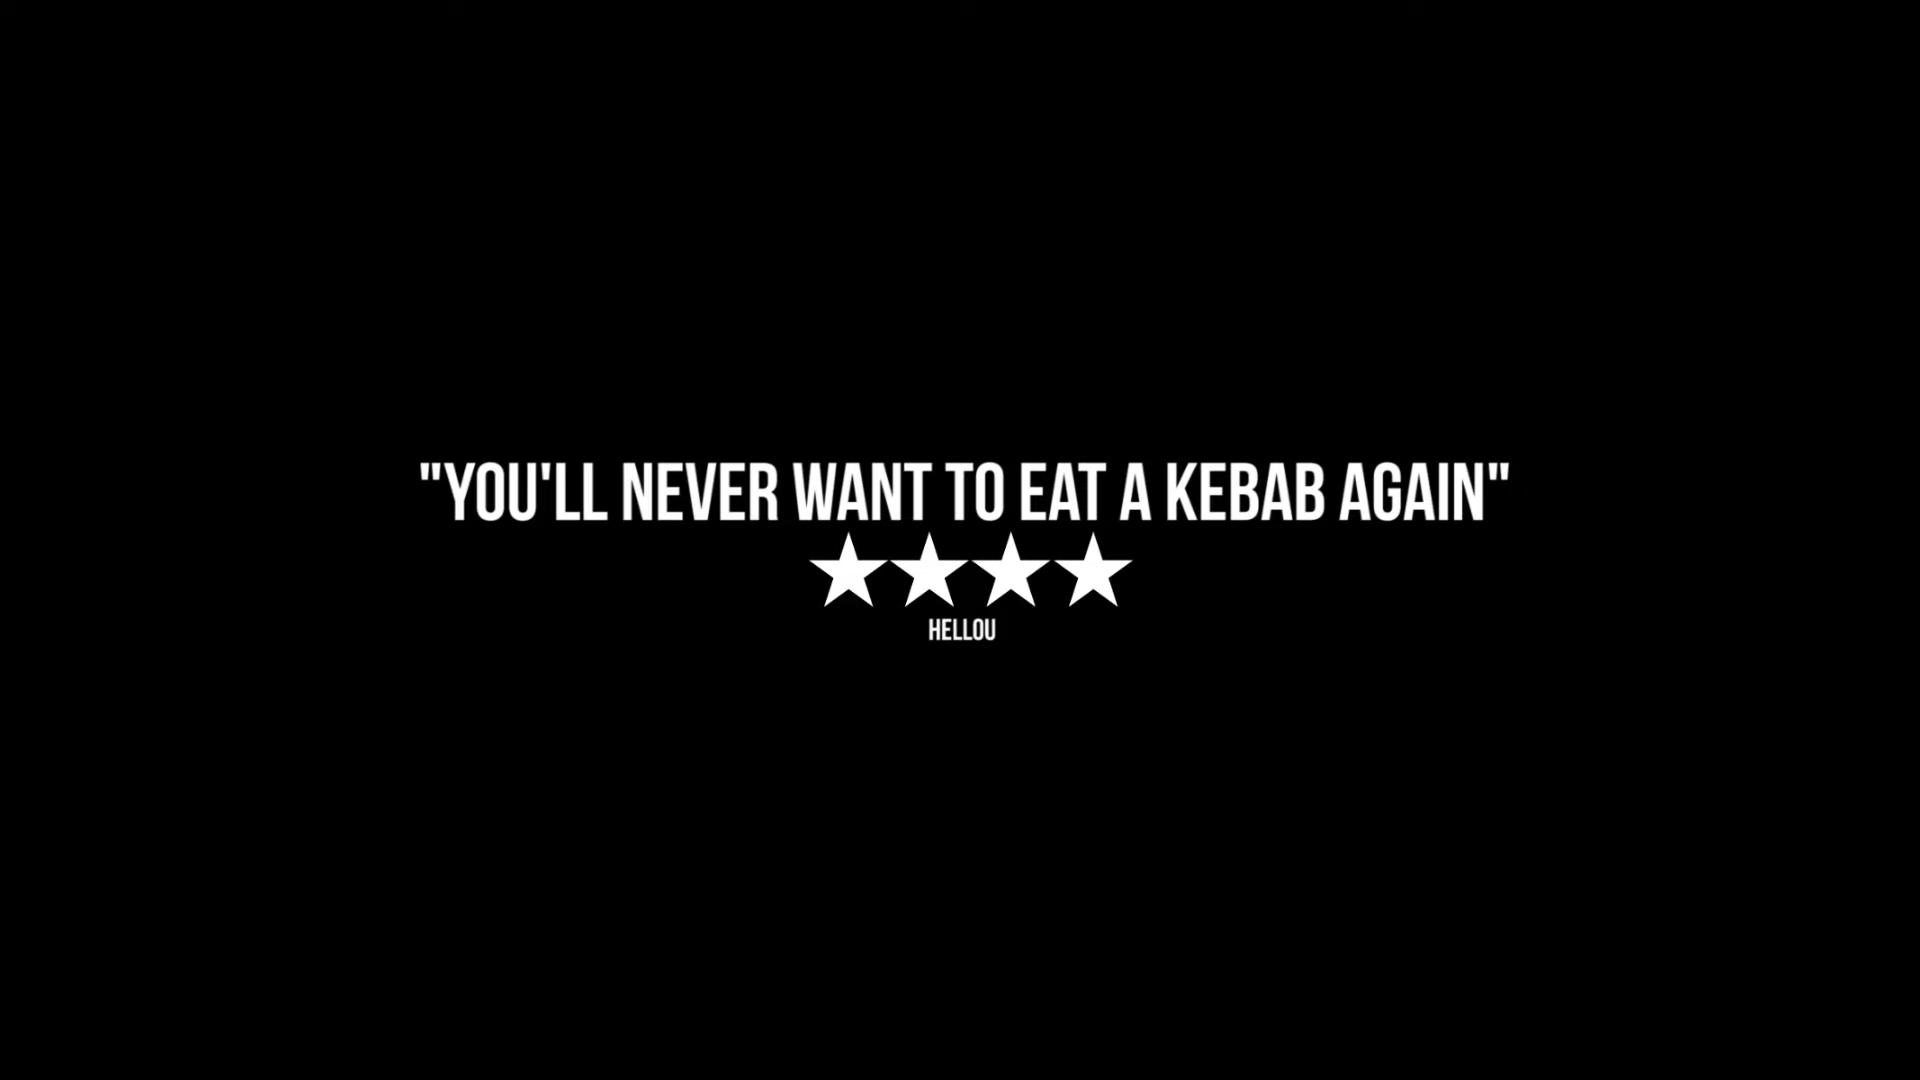 "YOU'LL NEVER WANT TO EAT A KEBAB AGAIN"
★★★★
HELLOU